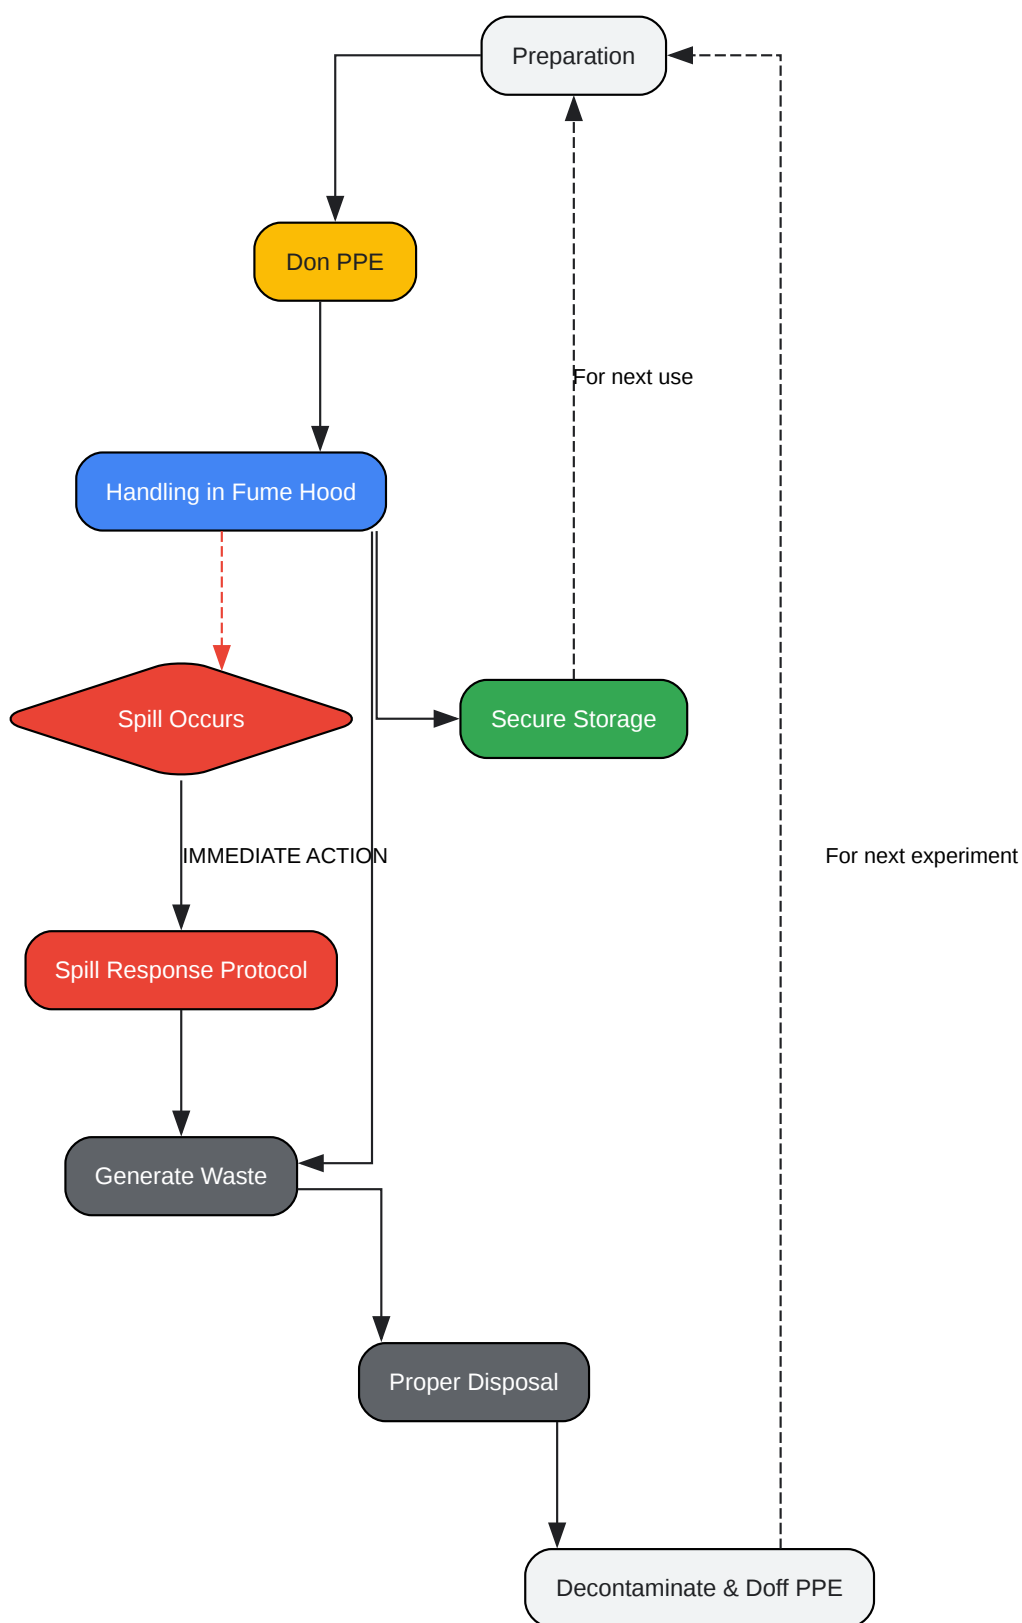 Preparation
Don PPE
For next use
Handling in Fume Hood
Spill Occurs
Secure Storage
IMMEDIATE ACTION
For next experiment
Spill Response Protocol
Generate Waste
Proper Disposal
Decontaminate & Doff PPE